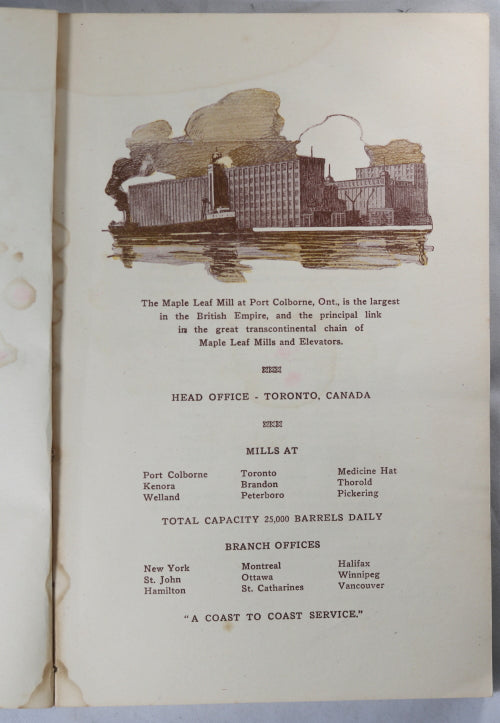 The Maple Leaf Mill at Port Colborne, Ont., is the largest
in the British Empire, and the principal link
in the great transcontinental chain of
Maple Leaf Mills and Elevators.
HEAD OFFICE - TORONTO, CANADA
MILLS AT
Port Colborne Toronto Medicine Hat
Kenora Brandon Thorold
Welland Peterboro Pickering
TOTAL CAPACITY 25,000 BARRELS DAILY
BRANCH OFFICES
New York Montreal Halifax
St. John Ottawa Winnipeg
Hamilton St. Catharines Vancouver
"A COAST TO COAST SERVICE."